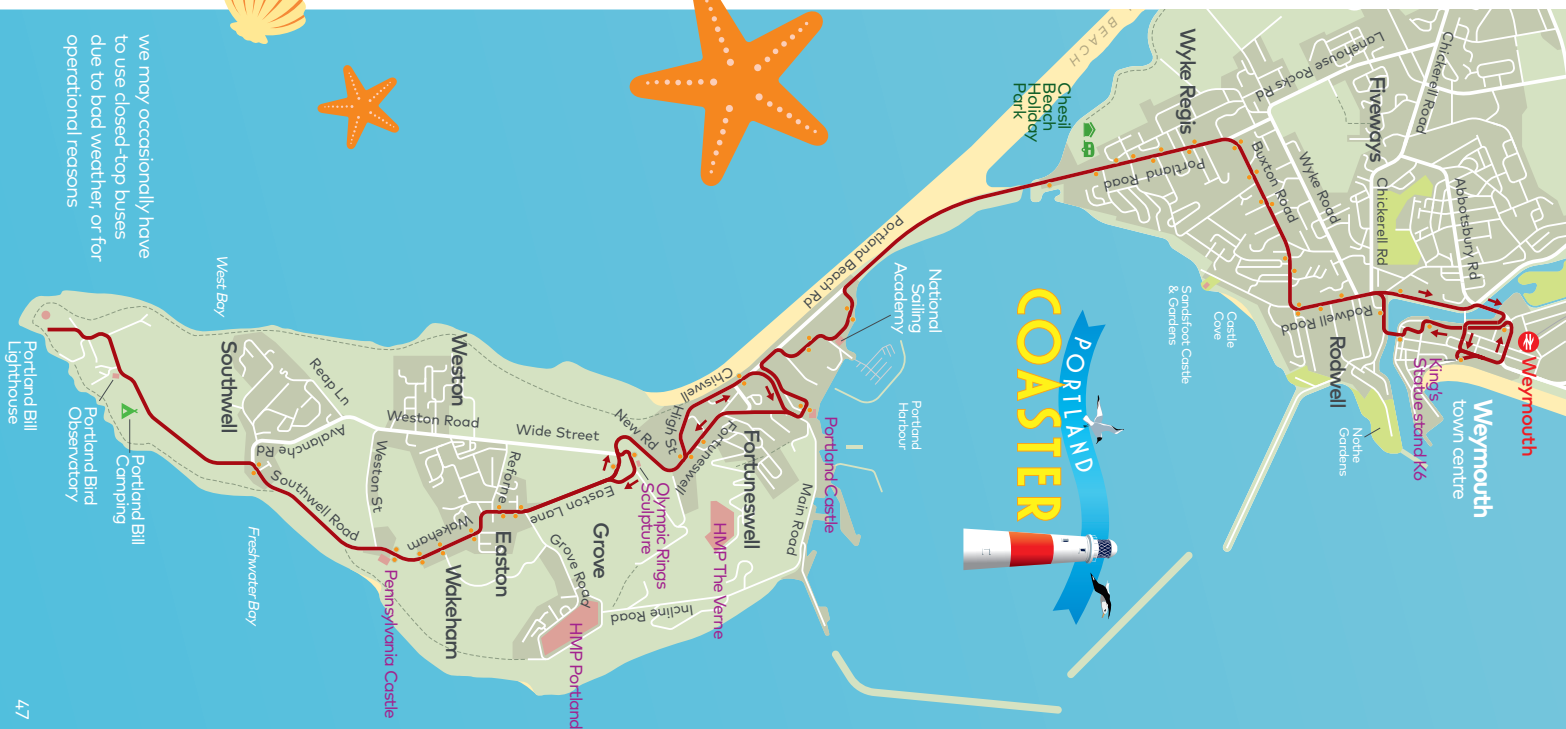 Weymouth
Weymouth
town centre
King's
Statue stand K6
Nothe
Gardens
Rodwell
Chickerell Road
Abbotsbury Rd
Fiveways
Chickerell Rd
Lanehouse Rocks Rd
Wyke Road
Buxton Road
Rodwell Road
Wyke Regis
Portland Road
Castle
Cove
Sandsfoot Castle
& Gardens
BEACH
Chesil
Beach
Holiday
Park
PORTLAND
COASTER
Portland Beach Rd
National
Sailing
Academy
Portland
Harbour
Portland Castle
Main Road
Chiswell
High St
Fortuneswell
Fortuneswell
HMP The Verne
New Rd
Olympic Rings
Sculpture
Incline Road
Grove
Grove Road
HMP Portland
Wide Street
Easton Lane
Reforne
Easton
Weston
Weston Road
Wakeham
Wakeham
Weston St
Pennsylvania Castle
Reap Ln
Avalanche Rd
Southwell
Southwell Road
West Bay
Freshwater Bay
Portland Bill
Camping
Portland Bird
Observatory
Portland Bill
Lighthouse
we may occasionally have
to use closed-top buses
due to bad weather, or for
operational reasons
47